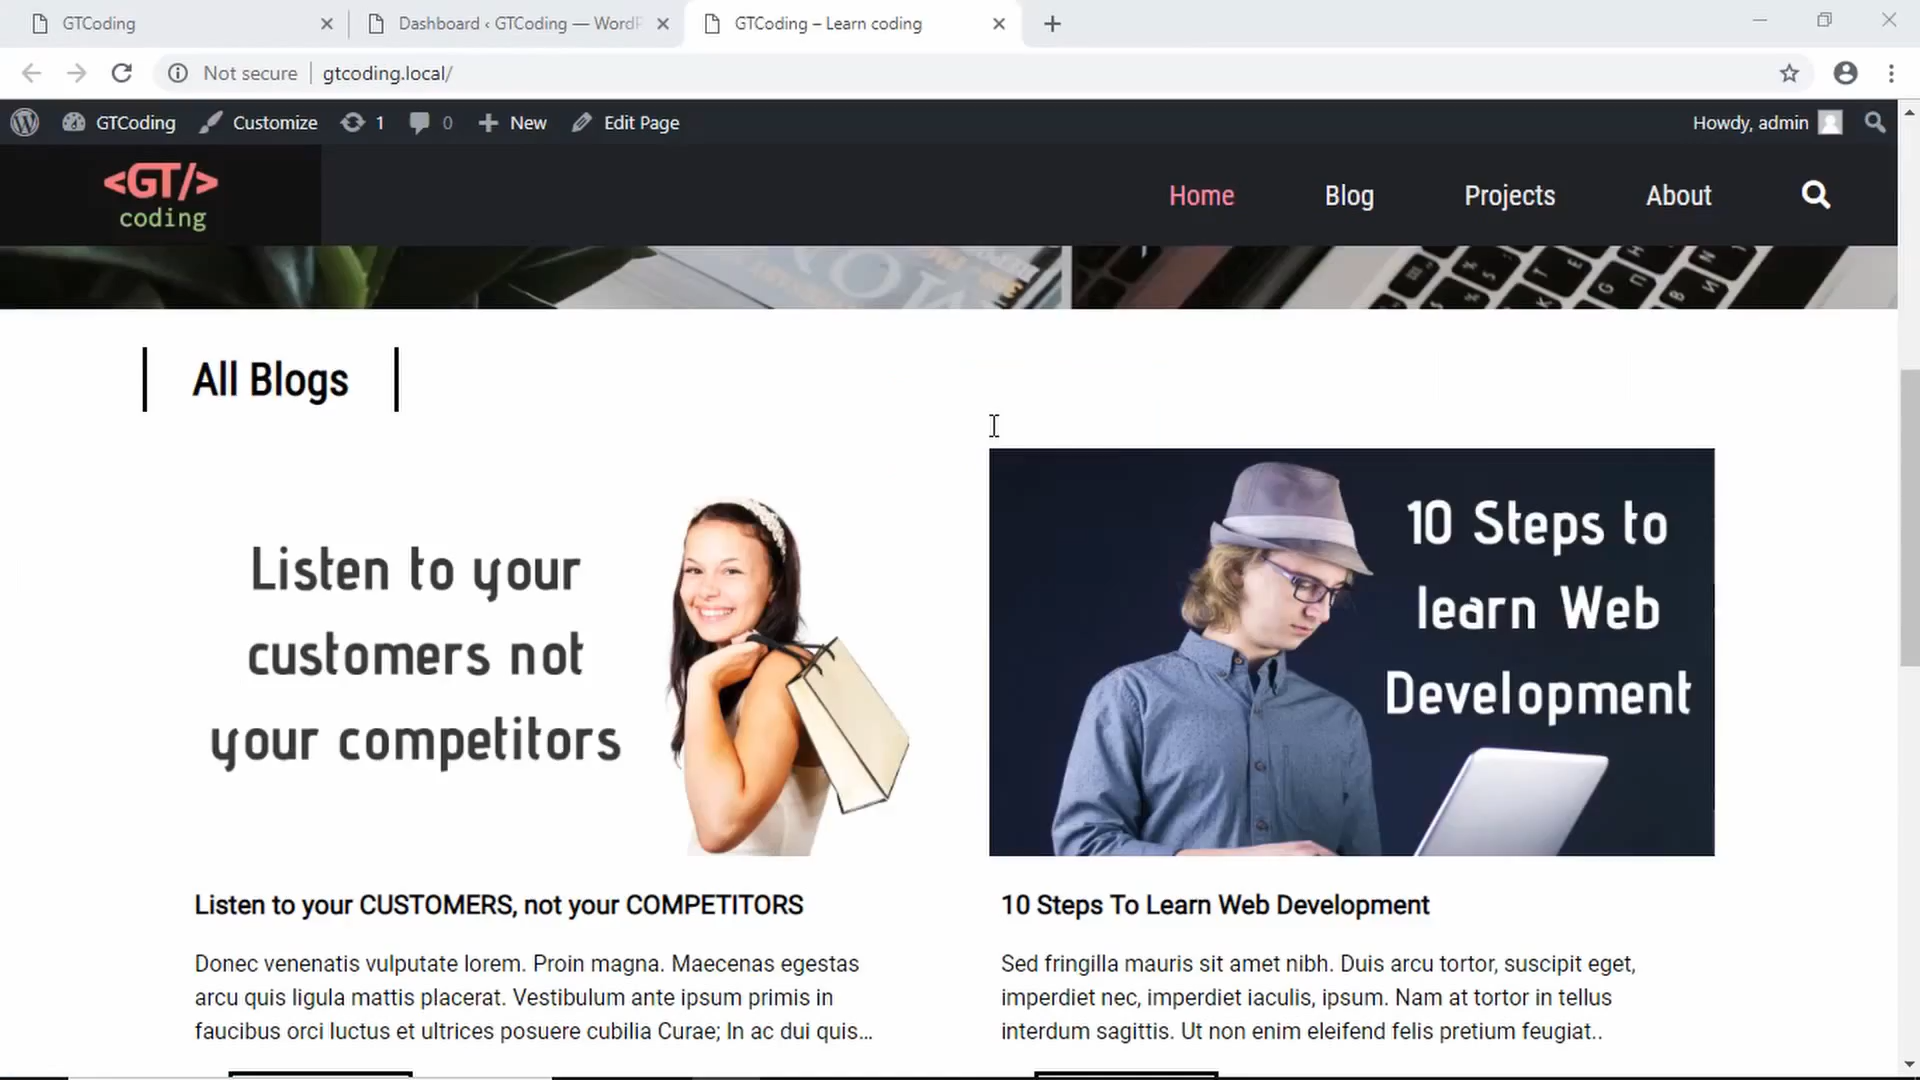 GTCoding
Dashboard ‹ GTCoding — WordP
GTCoding – Learn coding
Not secure
gtcoding.local/
GTCoding
Customize
1
0
New
Edit Page
Howdy, admin
<GT/>
coding
Home
Blog
Projects
About
All Blogs
Listen to your
customers not
your competitors
10 Steps to
learn Web
Development
Listen to your CUSTOMERS, not your COMPETITORS
Donec venenatis vulputate lorem. Proin magna. Maecenas egestas
arcu quis ligula mattis placerat. Vestibulum ante ipsum primis in
faucibus orci luctus et ultrices posuere cubilia Curae; In ac dui quis...
10 Steps To Learn Web Development
Sed fringilla mauris sit amet nibh. Duis arcu tortor, suscipit eget,
imperdiet nec, imperdiet iaculis, ipsum. Nam at tortor in tellus
interdum sagittis. Ut non enim eleifend felis pretium feugiat..